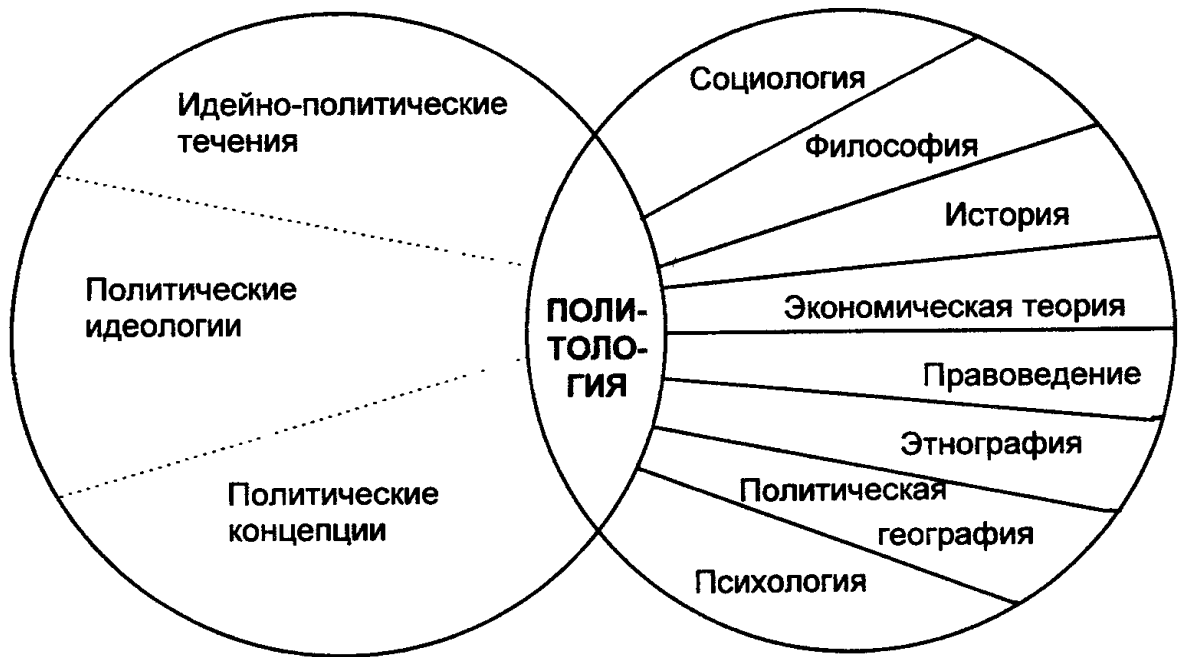 Идейно-политические
течения
Политические
идеологии
Политические
концепции
ПОЛИ-
ТОЛО-
ГИЯ
Социология
Философия
История
Экономическая теория
Правоведение
Этнография
Политическая
география
Психология